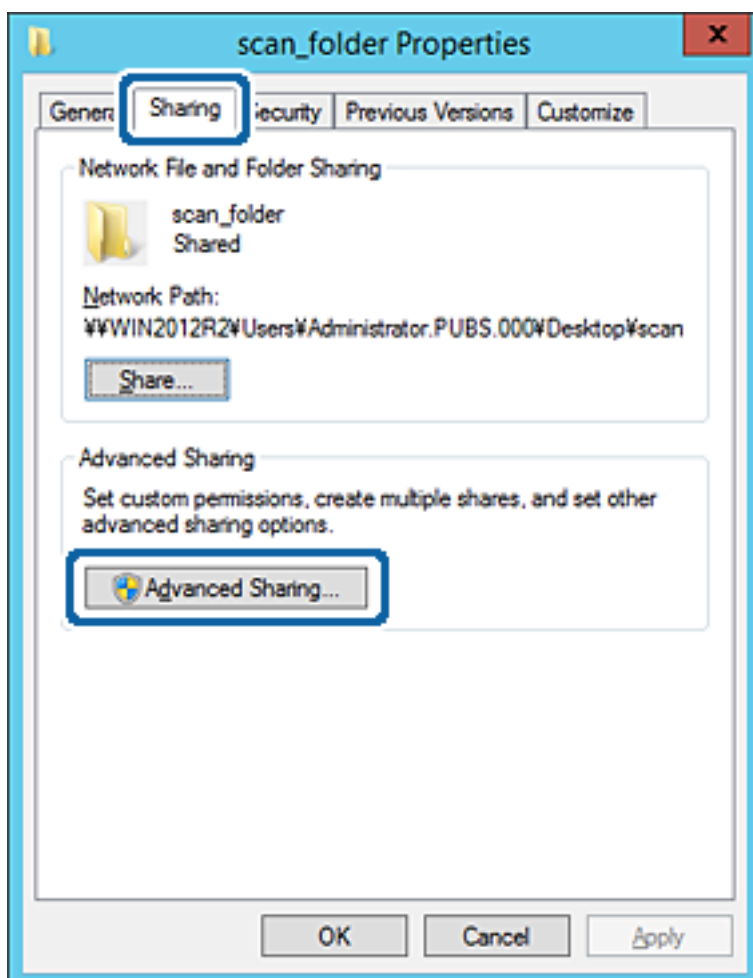 scan_folder Properties
x
Genera Sharing Security Previous Versions Customize
Network File and Folder Sharing
scan_folder
Shared
Network Path:
¥¥WIN2012R2¥Users¥Administrator.PUBS.000¥Desktop¥scan
Share...
Advanced Sharing
Set custom permissions, create multiple shares, and set other
advanced sharing options.
Advanced Sharing...
OK Cancel Apply